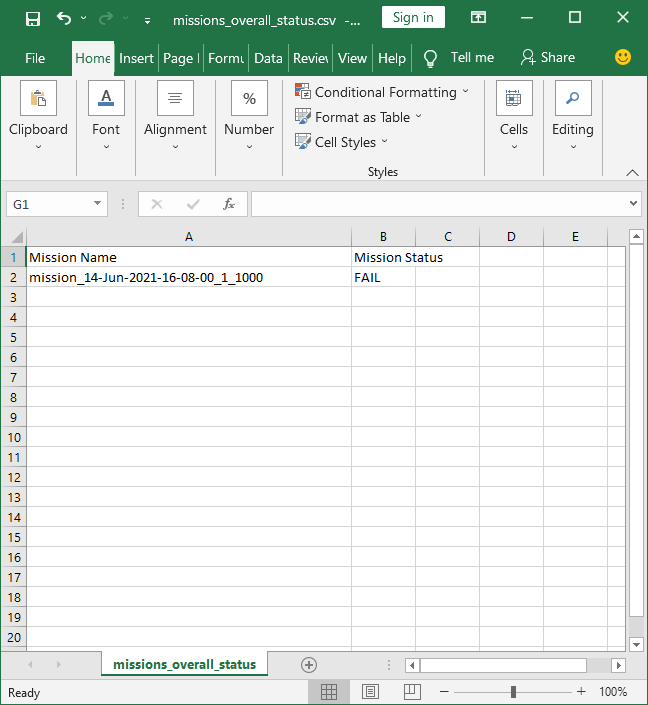 missions_overall_status.csv -...
Sign in
File Home Insert Page I Formu Data Review View Help Tell me Share
Clipboard
Font
Alignment
Number
Conditional Formatting
Format as Table
Cell Styles
Styles
Cells
Editing
G1 fx
A B C D E
1 Mission Name Mission Status
2 mission_14-Jun-2021-16-08-00_1_1000 FAIL
3
4
5
6
7
8
9
10
11
12
13
14
15
16
17
18
19
20
missions_overall_status
Ready 100%